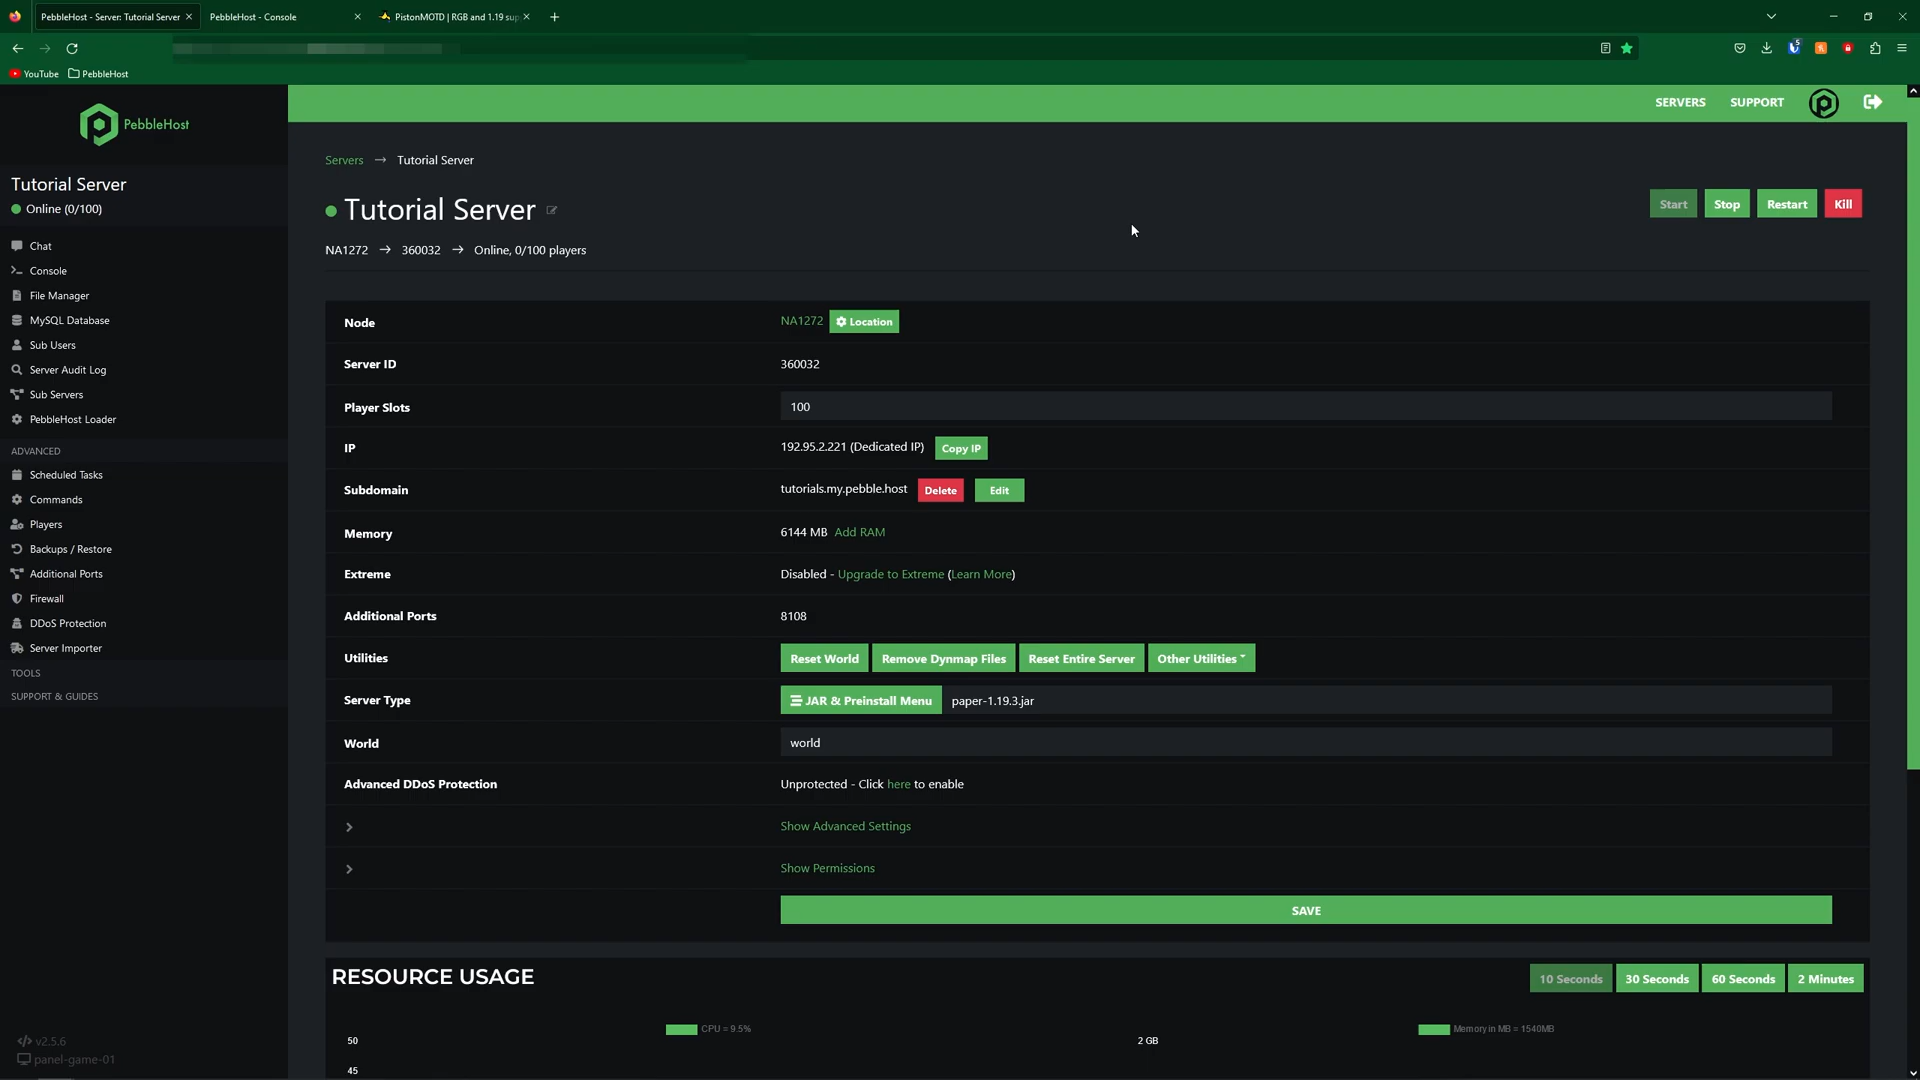 PebbleHost - Server: Tutorial Server
PebbleHost - Console
PistonMOTD | RGB and 1.19 sup
5
YouTube
PebbleHost
PebbleHost
SERVERS
SUPPORT
Tutorial Server
Online (0/100)
Chat
Console
File Manager
MySQL Database
Sub Users
Server Audit Log
Sub Servers
PebbleHost Loader
ADVANCED
Scheduled Tasks
Commands
Players
Backups / Restore
Additional Ports
Firewall
DDoS Protection
Server Importer
TOOLS
SUPPORT & GUIDES
v2.5.6
panel-game-01
Servers → Tutorial Server
Tutorial Server
Start Stop Restart Kill
NA1272 → 360032 → Online, 0/100 players
Node NA1272 Location
Server ID 360032
Player Slots 100
IP 192.95.2.221 (Dedicated IP) Copy IP
Subdomain tutorials.my.pebble.host Delete Edit
Memory 6144 MB Add RAM
Extreme Disabled - Upgrade to Extreme (Learn More)
Additional Ports 8108
Utilities Reset World Remove Dynmap Files Reset Entire Server Other Utilities
Server Type JAR & Preinstall Menu paper-1.19.3.jar
World world
Advanced DDoS Protection Unprotected - Click here to enable
Show Advanced Settings
Show Permissions
SAVE
RESOURCE USAGE
10 Seconds 30 Seconds 60 Seconds 2 Minutes
CPU = 9.5%
Memory in MB = 1540MB
50
2 GB
45